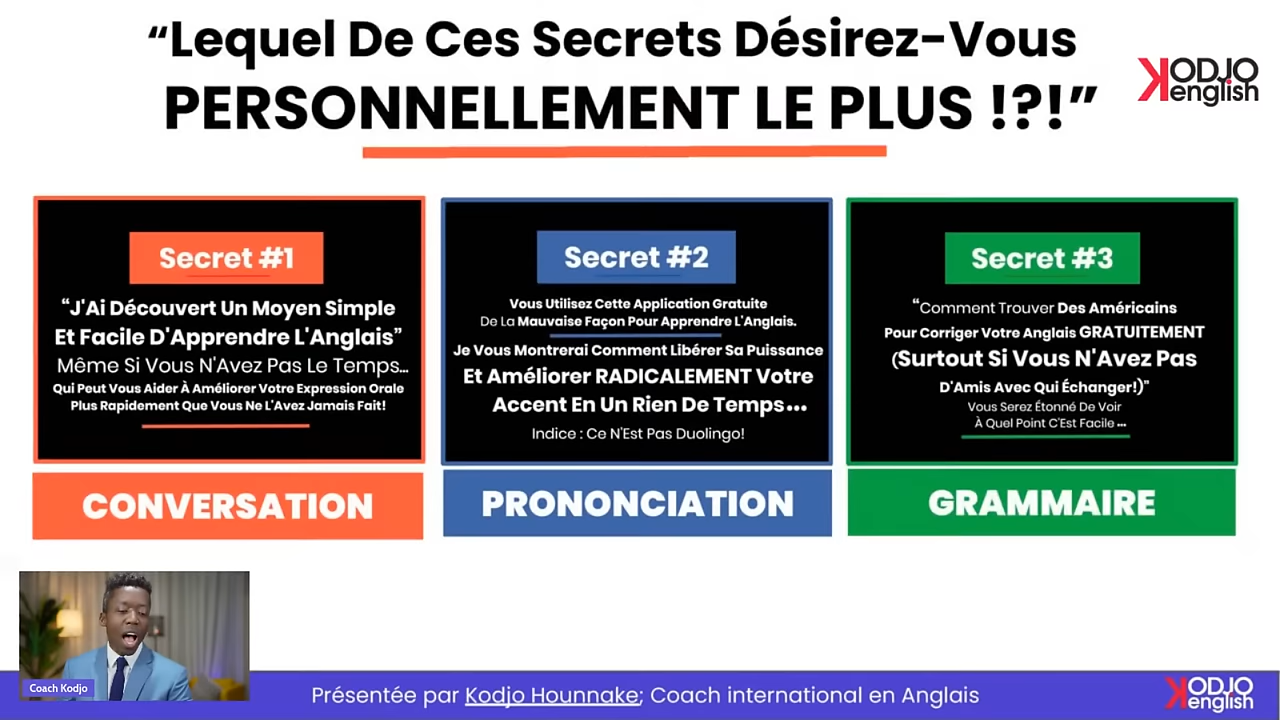 “Lequel De Ces Secrets Désirez-Vous
PERSONNELLEMENT LE PLUS !?!”
KODJO
english
Secret #1
“J'Ai Découvert Un Moyen Simple
Et Facile D'Apprendre L'Anglais”
Même Si Vous N'Avez Pas Le Temps...
Qui Peut Vous Aider À Améliorer Votre Expression Orale
Plus Rapidement Que Vous Ne L'Avez Jamais Fait!
CONVERSATION
Secret #2
Vous Utilisez Cette Application Gratuite
De La Mauvaise Façon Pour Apprendre L'Anglais.
Je Vous Montrerai Comment Libérer Sa Puissance
Et Améliorer RADICALEMENT Votre
Accent En Un Rien De Temps...
Indice : Ce N'Est Pas Duolingo!
PRONONCIATION
Secret #3
“Comment Trouver Des Américains
Pour Corriger Votre Anglais GRATUITEMENT
(Surtout Si Vous N'Avez Pas
D'Amis Avec Qui Échanger!)"
Vous Serez Étonné De Voir
À Quel Point C'Est Facile ...
GRAMMAIRE
Coach Kodjo
Présentée par Kodjo Hounnake; Coach international en Anglais
KODJO
english